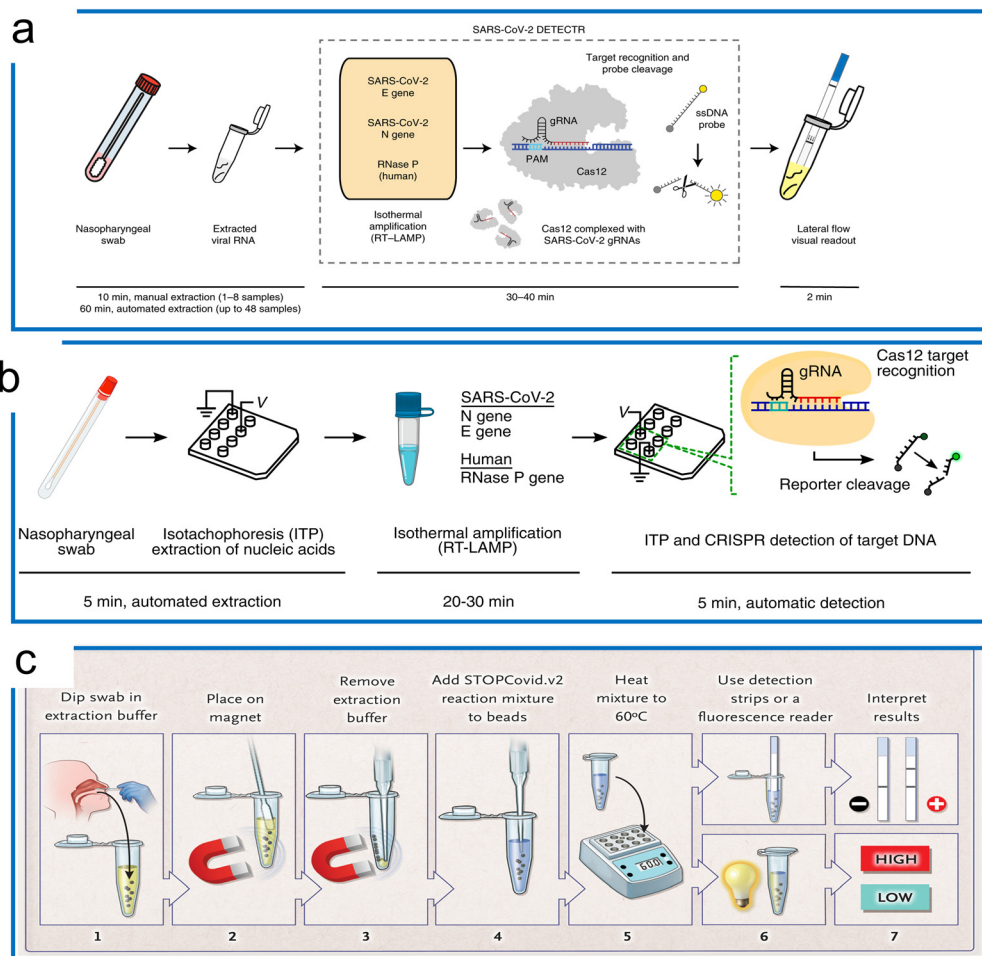 a
SARS-CoV-2 DETECTR
SARS-CoV-2
E gene
SARS-CoV-2
N gene
RNase P
(human)
Target recognition and
probe cleavage
gRNA
PAM
Cas12
ssDNA
probe
Nasopharyngeal
swab
Extracted
viral RNA
Isothermal
amplification
(RT–LAMP)
Cas12 complexed with
SARS-CoV-2 gRNAs
Lateral flow
visual readout
10 min, manual extraction (1–8 samples)
60 min, automated extraction (up to 48 samples)
30–40 min
2 min
b
V
SARS-CoV-2
N gene
E gene
Human
RNase P gene
V
gRNA
Cas12 target
recognition
Reporter cleavage
Nasopharyngeal
swab
Isotachophoresis (ITP)
extraction of nucleic acids
Isothermal amplification
(RT-LAMP)
ITP and CRISPR detection of target DNA
5 min, automated extraction
20-30 min
5 min, automatic detection
c
Dip swab in
extraction buffer
Place on
magnet
Remove
extraction
buffer
Add STOPCovid.v2
reaction mixture
to beads
Heat
mixture to
60ºC
Use detection
strips or a
fluorescence reader
Interpret
results
60.0
HIGH
LOW
1
2
3
4
5
6
7